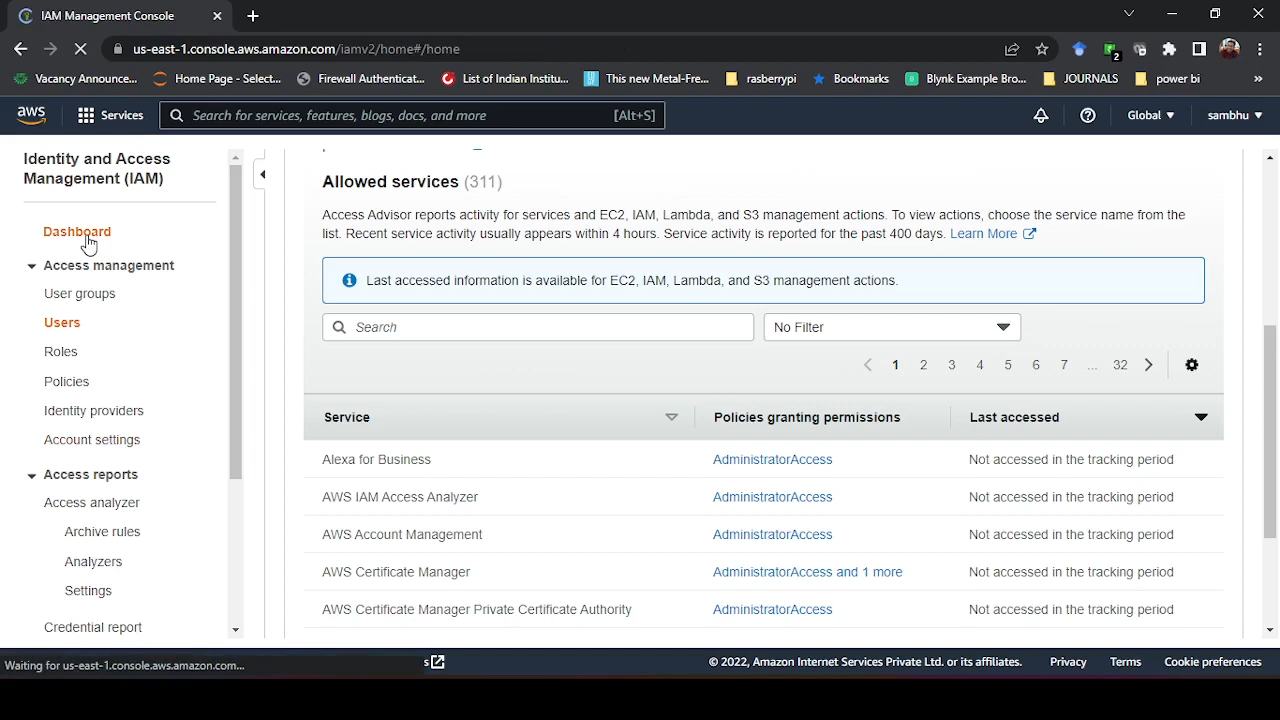 IAM Management Console
us-east-1.console.aws.amazon.com/iamv2/home#/home
2
Vacancy Announce...
Home Page - Select...
Firewall Authenticat...
List of Indian Institu...
This new Metal-Fre...
rasberrypi
Bookmarks
Blynk Example Bro...
JOURNALS
power bi
»
aws
Services
Search for services, features, blogs, docs, and more
[Alt+S]
Global
sambhu
Identity and Access
Management (IAM)
Dashboard
Access management
User groups
Users
Roles
Policies
Identity providers
Account settings
Access reports
Access analyzer
Archive rules
Analyzers
Settings
Credential report
Allowed services (311)
Access Advisor reports activity for services and EC2, IAM, Lambda, and S3 management actions. To view actions, choose the service name from the
list. Recent service activity usually appears within 4 hours. Service activity is reported for the past 400 days. Learn More
Last accessed information is available for EC2, IAM, Lambda, and S3 management actions.
Search
No Filter
1 2 3 4 5 6 7 ... 32
Service Policies granting permissions Last accessed
Alexa for Business AdministratorAccess Not accessed in the tracking period
AWS IAM Access Analyzer AdministratorAccess Not accessed in the tracking period
AWS Account Management AdministratorAccess Not accessed in the tracking period
AWS Certificate Manager AdministratorAccess and 1 more Not accessed in the tracking period
AWS Certificate Manager Private Certificate Authority AdministratorAccess Not accessed in the tracking period
Waiting for us-east-1.console.aws.amazon.com...
s
© 2022, Amazon Internet Services Private Ltd. or its affiliates. Privacy Terms Cookie preferences